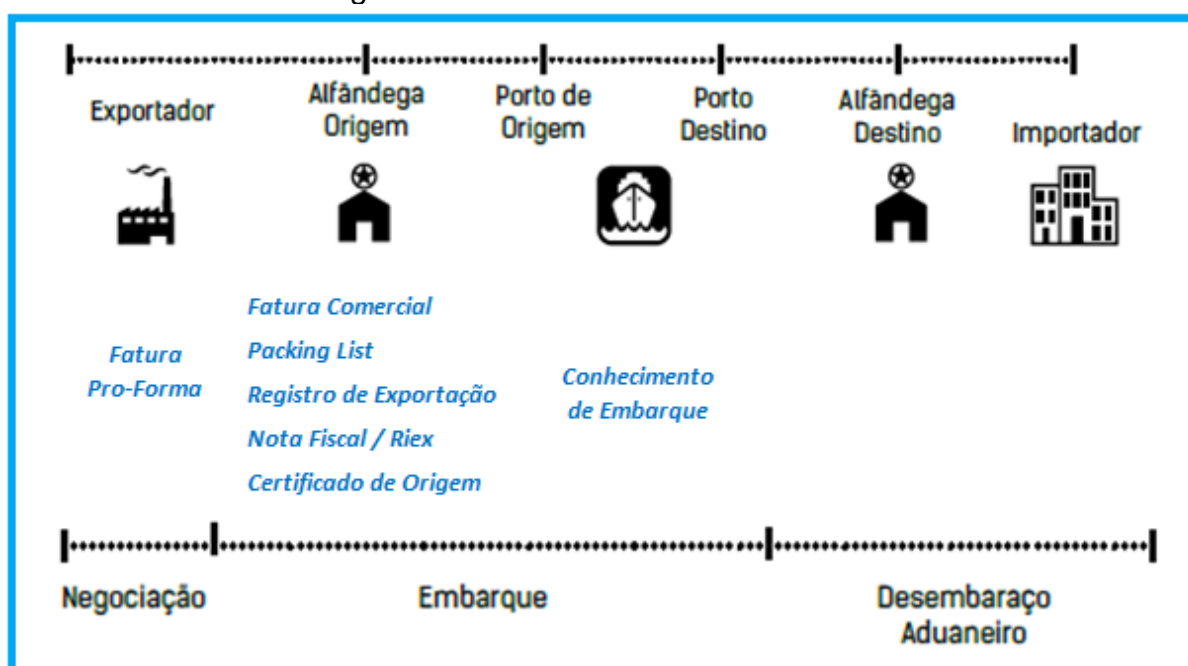 Exportador
Alfândega
Origem
Porto de
Origem
Porto
Destino
Alfândega
Destino
Importador
Fatura
Pro-Forma
Fatura Comercial
Packing List
Registro de Exportação
Nota Fiscal / Riex
Certificado de Origem
Conhecimento
de Embarque
Negociação
Embarque
Desembaraço
Aduaneiro